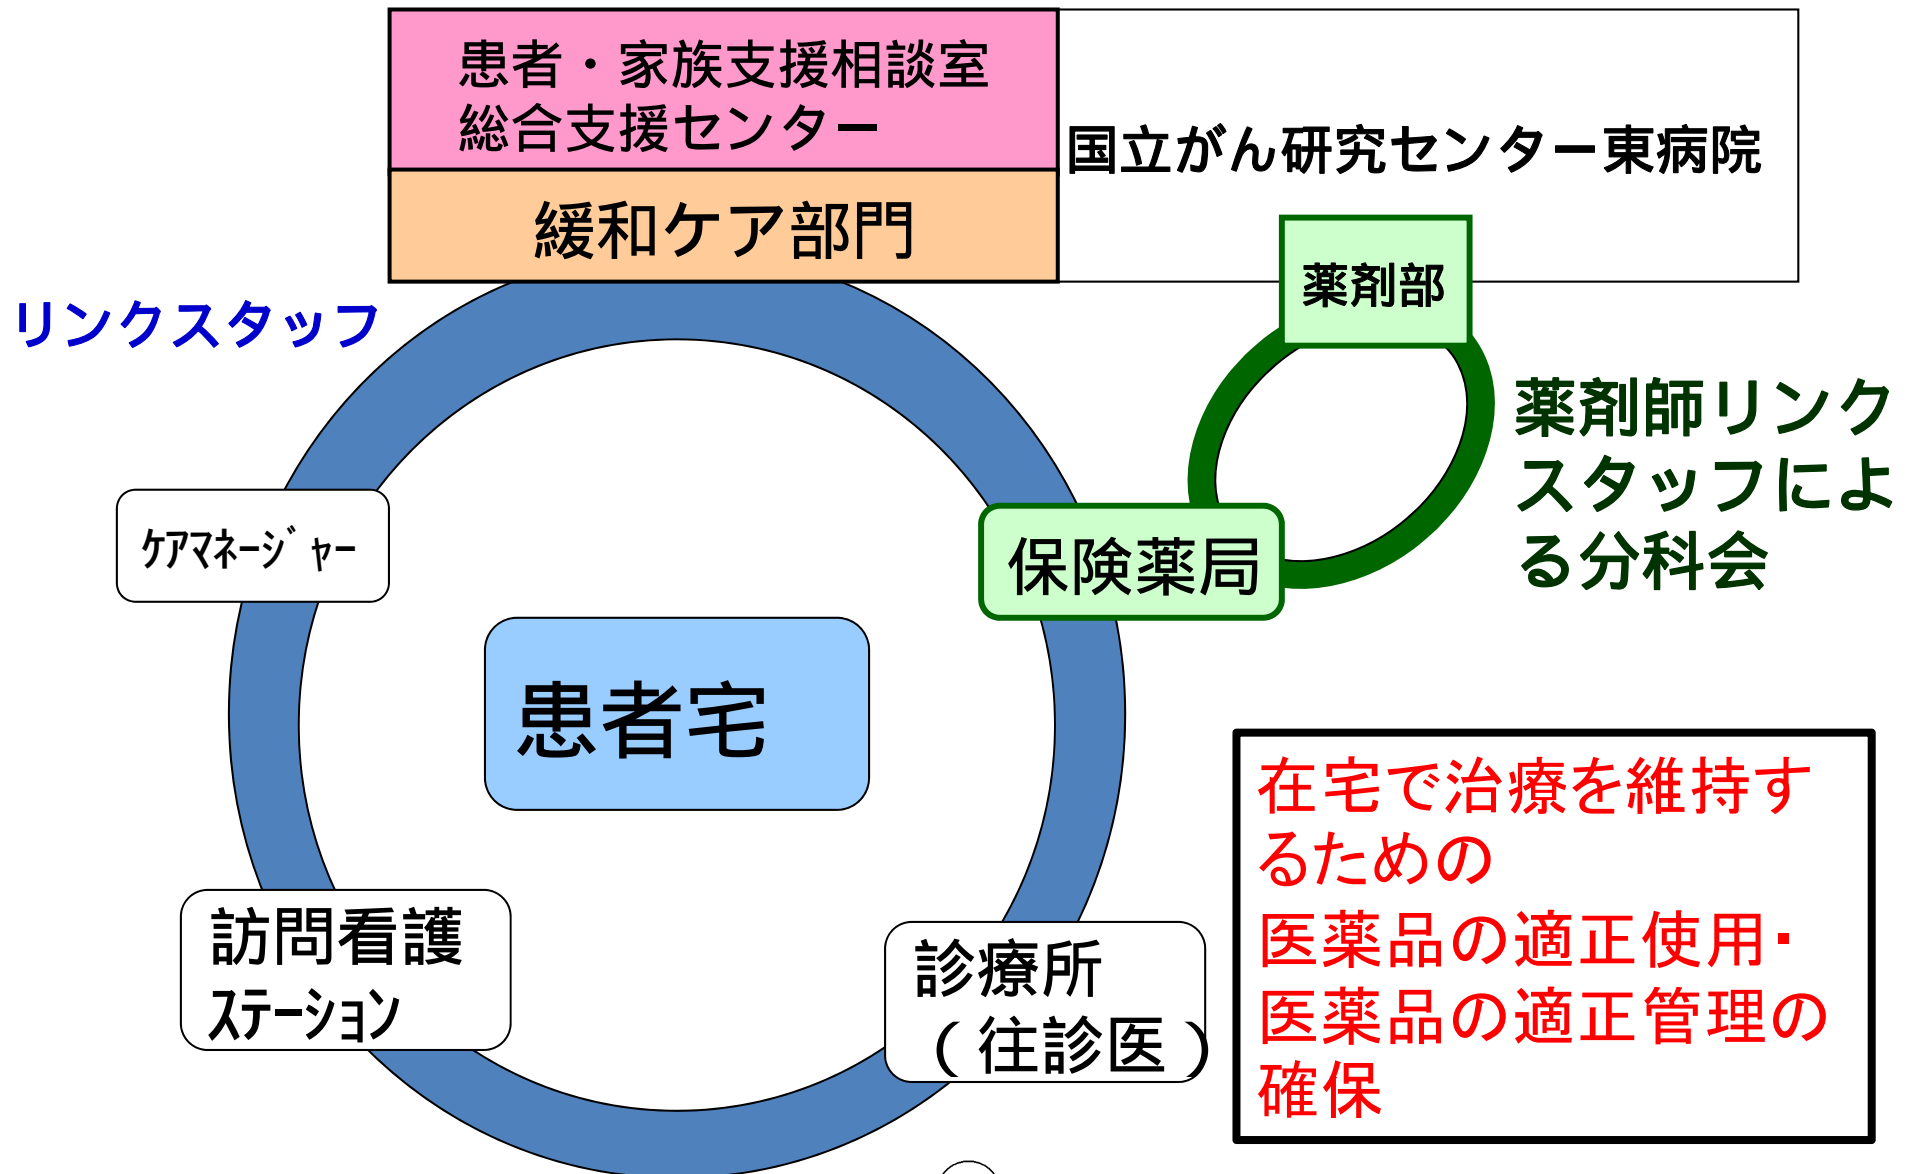 患者・家族支援相談室
総合支援センター
国立がん研究センター東病院
緩和ケア部門
薬剤部
リンクスタッフ
薬剤師リンク
スタッフによ
る分科会
ｹｱﾏﾈｰｼﾞｬｰ
保険薬局
患者宅
在宅で治療を維持す
るための
医薬品の適正使用・
医薬品の適正管理の
確保
訪問看護
ｽﾃｰｼｮﾝ
診療所
（往診医）